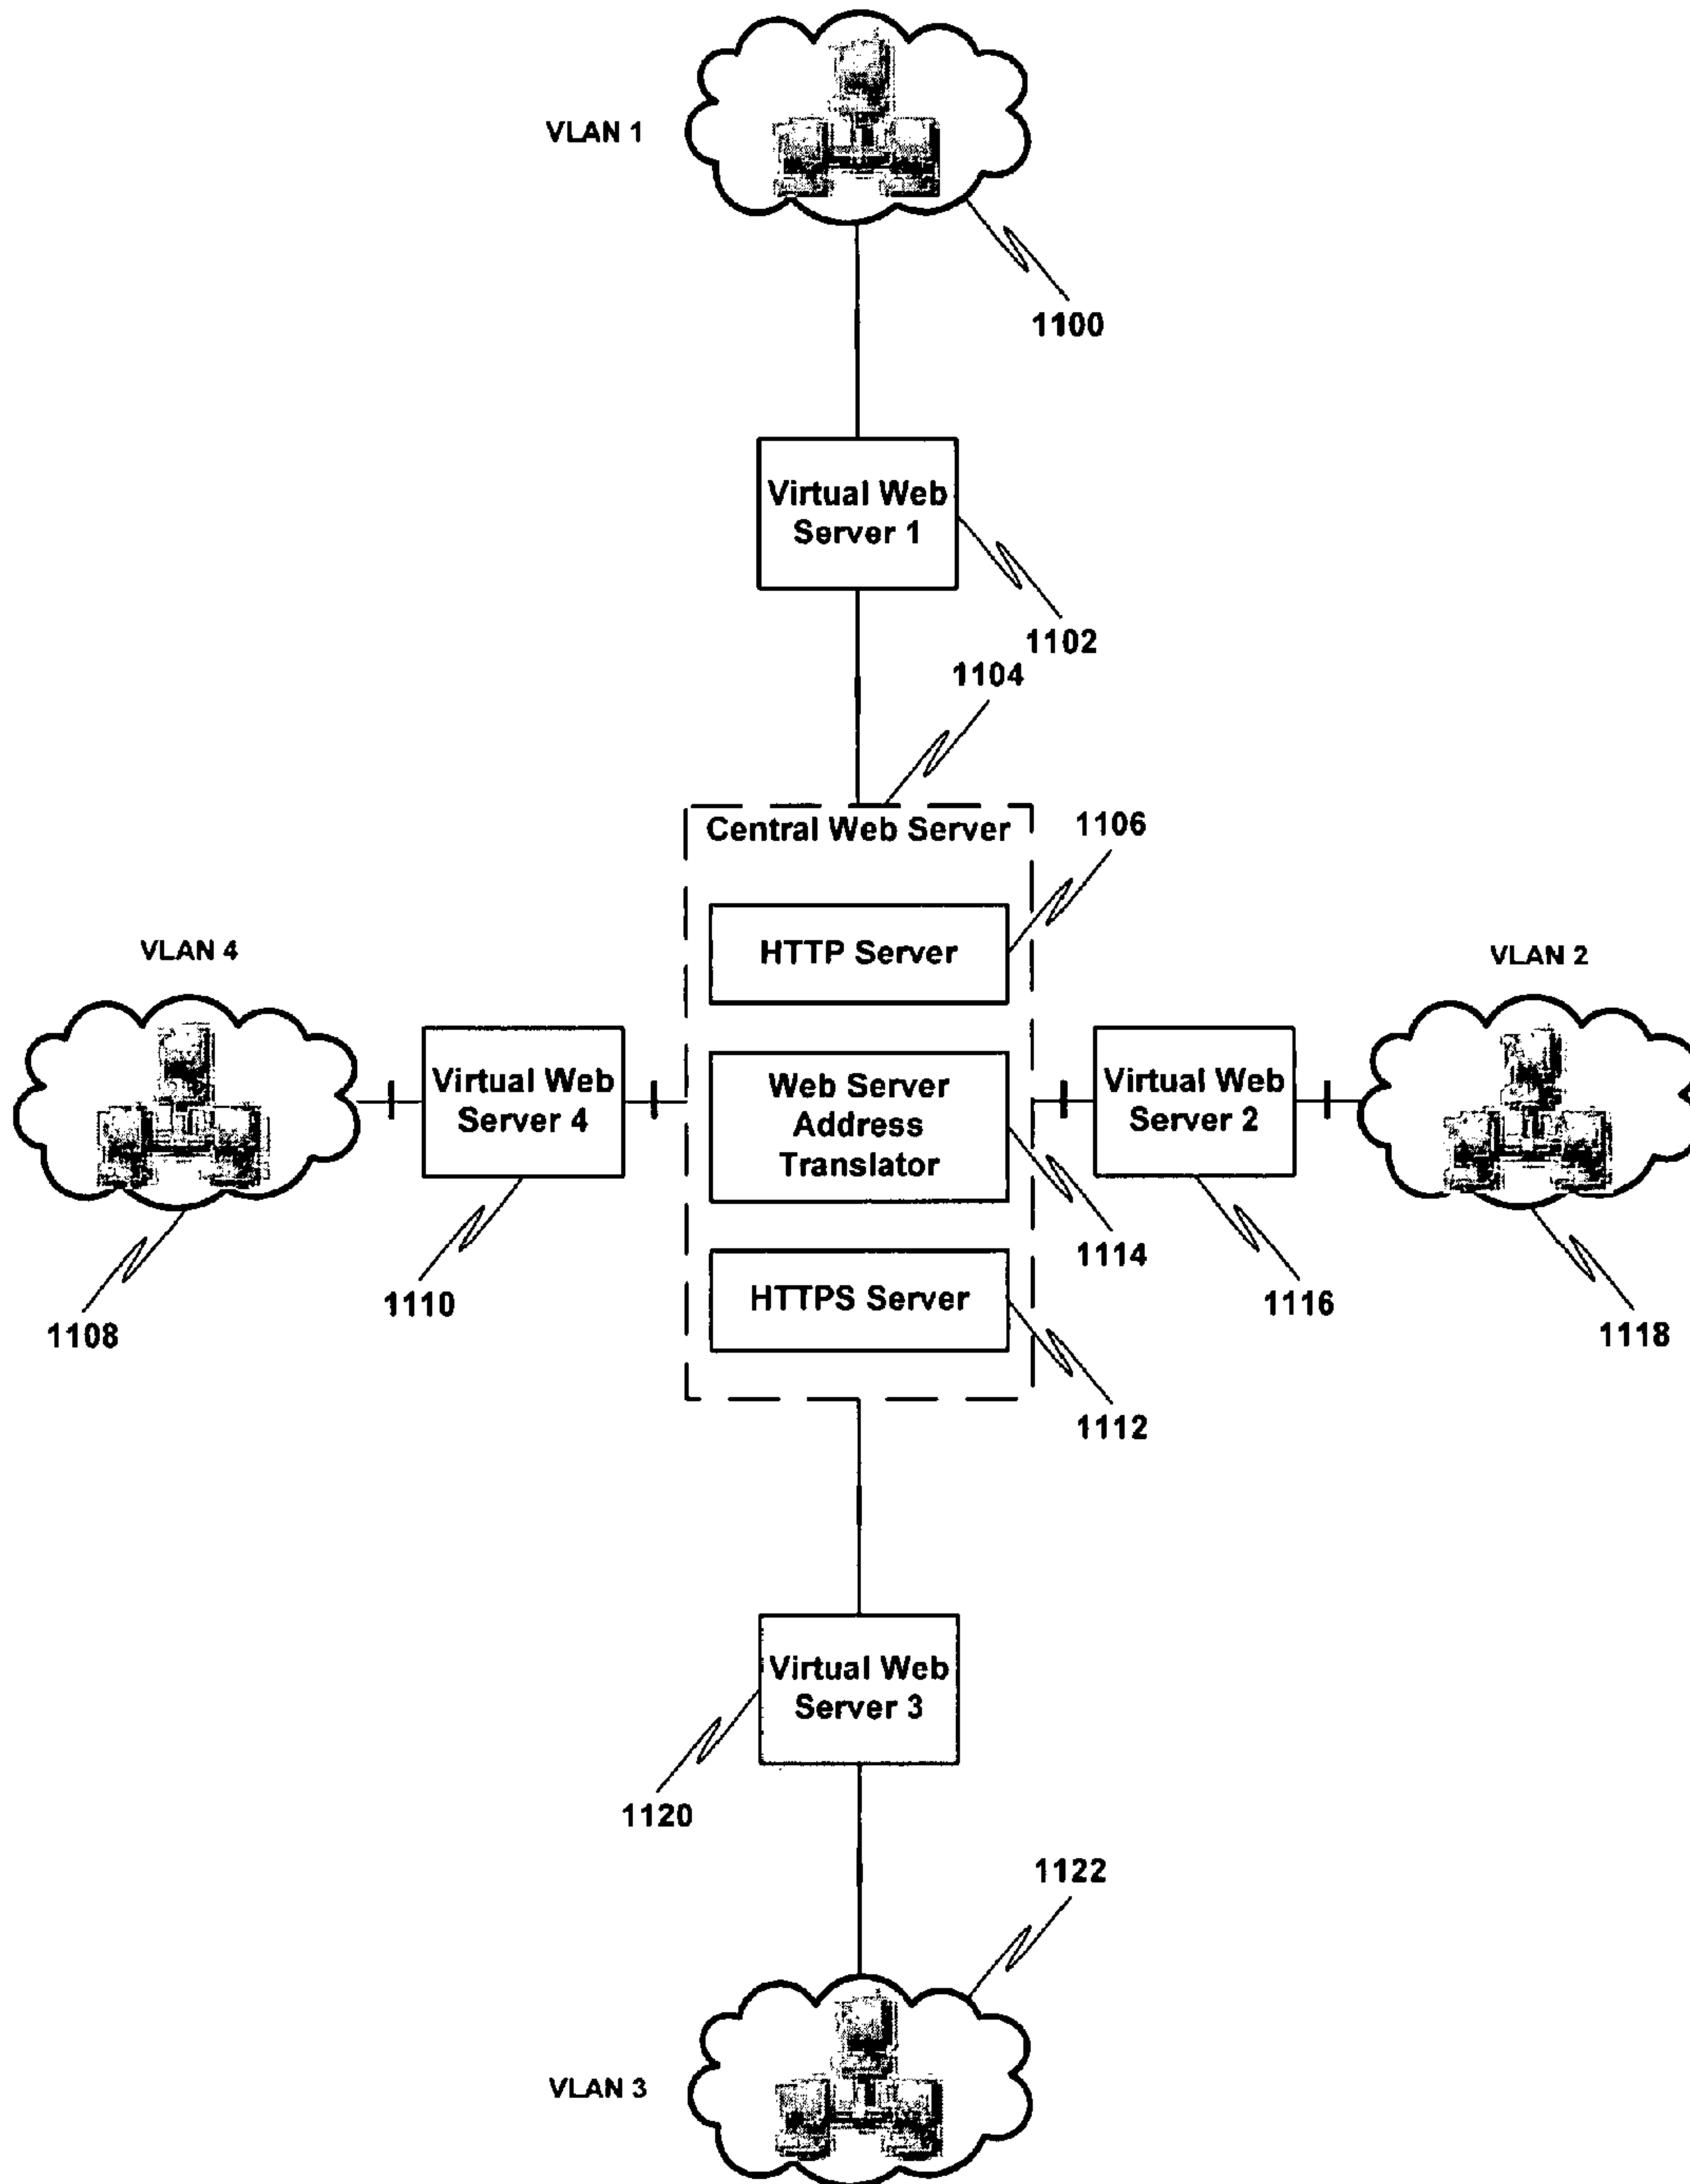 VLAN 1
1100
Virtual Web
Server 1
1102
1104
Central Web Server
1106
HTTP Server
VLAN 4
VLAN 2
Virtual Web
Server 4
Web Server
Address
Translator
Virtual Web
Server 2
1108
1110
1114
1116
1118
HTTPS Server
1112
Virtual Web
Server 3
1120
1122
VLAN 3